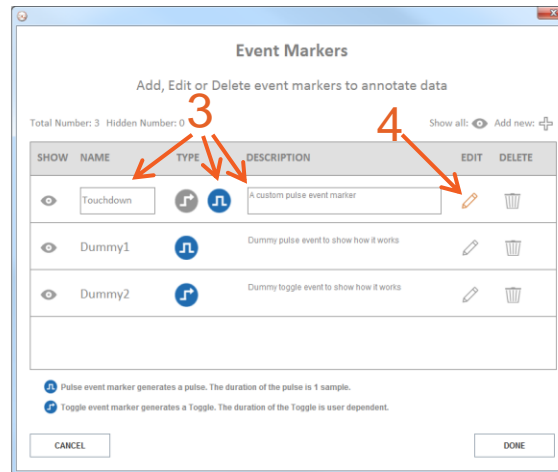 Event Markers
Add, Edit or Delete event markers to annotate data
3
4
Total Number: 3 Hidden Number: 0 Show all: Add new:
SHOW NAME TYPE DESCRIPTION EDIT DELETE
Touchdown A custom pulse event marker
Dummy1 Dummy pulse event to show how it works
Dummy2 Dummy toggle event to show how it works
Pulse event marker generates a pulse. The duration of the pulse is 1 sample.
Toggle event marker generates a Toggle. The duration of the Toggle is user dependent.
CANCEL DONE